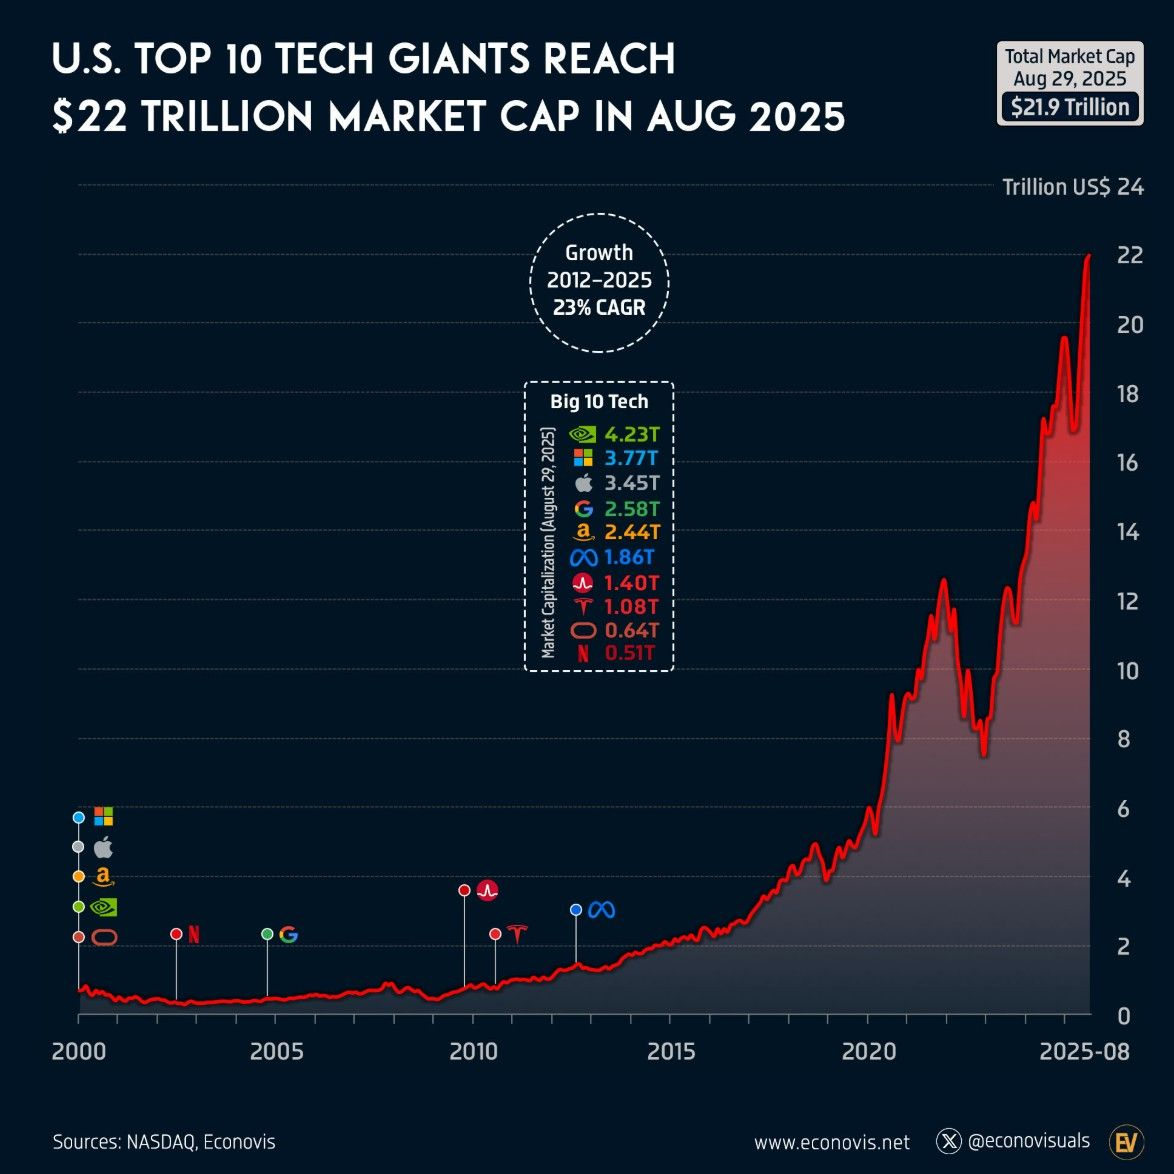 U.S. TOP 10 TECH GIANTS REACH
$22 TRILLION MARKET CAP IN AUG 2025
Total Market Cap
Aug 29, 2025
$21.9 Trillion
Trillion US$ 24
22
20
18
16
14
12
10
8
6
4
2
0
Growth
2012–2025
23% CAGR
Big 10 Tech
Market Capitalization (August 29, 2025)
4.23T
3.77T
3.45T
2.58T
2.44T
1.86T
1.40T
1.08T
0.64T
0.51T
2000
2005
2010
2015
2020
2025-08
Sources: NASDAQ, Econovis
www.econovis.net
@econovisuals
EV